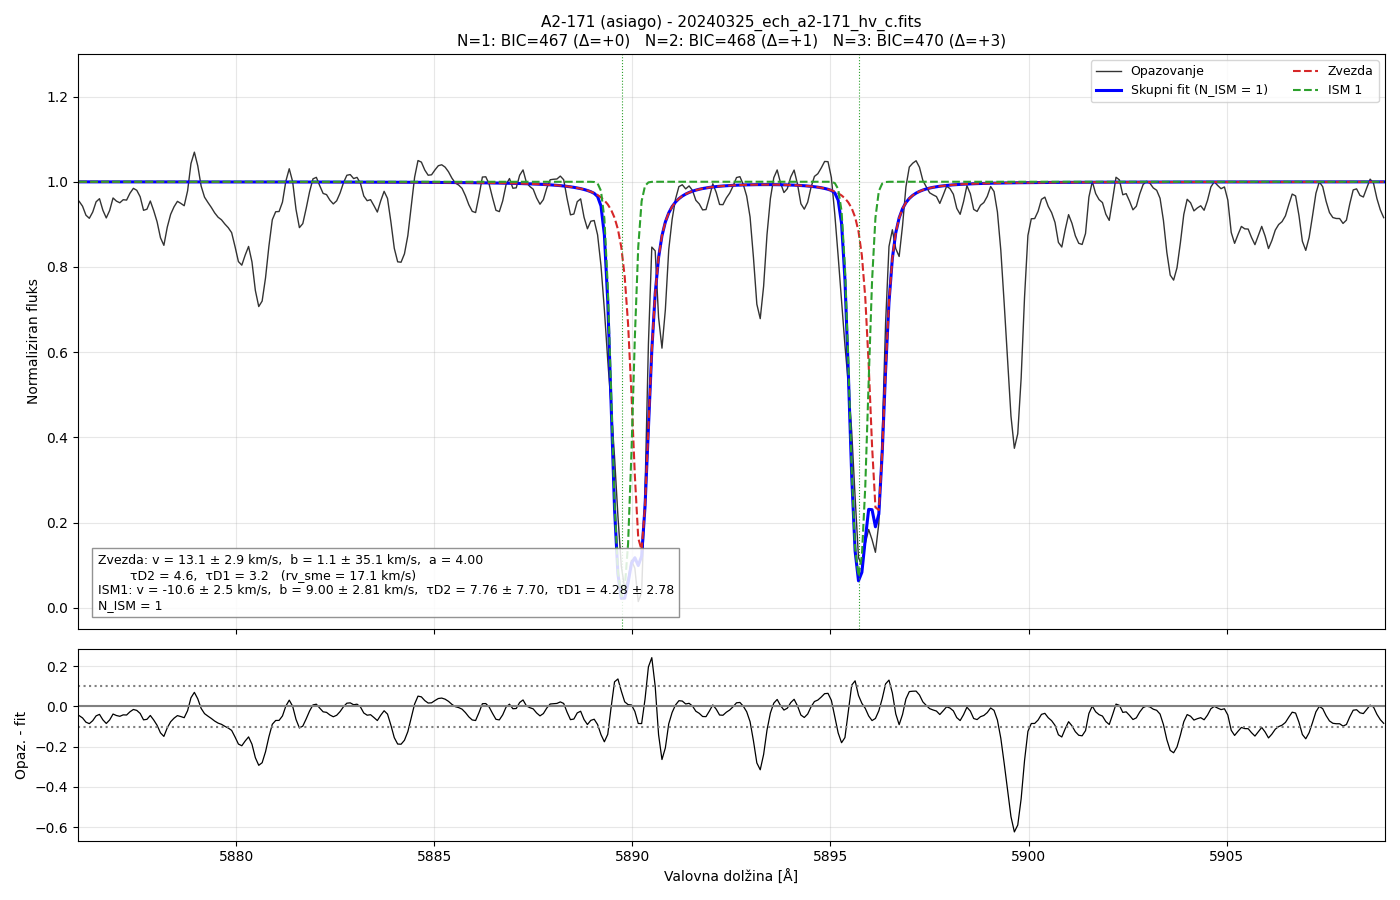 A2-171 (asiago) - 20240325_ech_a2-171_hv_c.fits
N=1: BIC=467 (Δ=+0)   N=2: BIC=468 (Δ=+1)   N=3: BIC=470 (Δ=+3)
Opazovanje
Skupni fit (N_ISM = 1)
Zvezda
ISM 1
Normaliziran fluks
1.2
1.0
0.8
0.6
0.4
0.2
0.0
Zvezda: v = 13.1 ± 2.9 km/s,  b = 1.1 ± 35.1 km/s,  a = 4.00
τD2 = 4.6,  τD1 = 3.2   (rv_sme = 17.1 km/s)
ISM1: v = -10.6 ± 2.5 km/s,  b = 9.00 ± 2.81 km/s,  τD2 = 7.76 ± 7.70,  τD1 = 4.28 ± 2.78
N_ISM = 1
Opaz. - fit
0.2
0.0
−0.2
−0.4
−0.6
5880
5885
5890
5895
5900
5905
Valovna dolžina [Å]